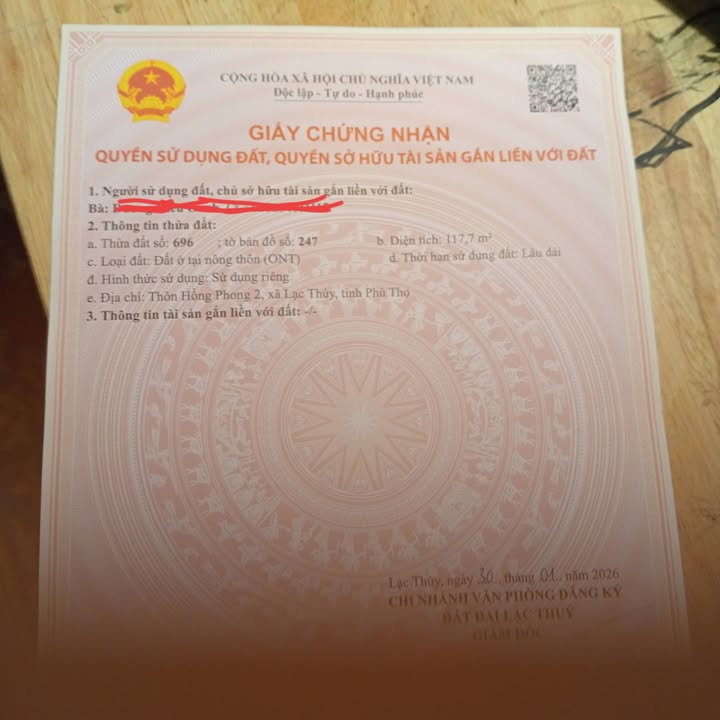 CỘNG HÒA XÃ HỘI CHỦ NGHĨA VIỆT NAM
Độc lập - Tự do - Hạnh phúc
GIẤY CHỨNG NHẬN
QUYỀN SỬ DỤNG ĐẤT, QUYỀN SỞ HỮU TÀI SẢN GẮN LIỀN VỚI ĐẤT
1. Người sử dụng đất, chủ sở hữu tài sản gắn liền với đất:
Bà:
2. Thông tin thửa đất:
a. Thửa đất số: 696 ; tờ bản đồ số: 247 b. Diện tích: 117,7 m²
c. Loại đất: Đất ở tại nông thôn (ONT) d. Thời hạn sử dụng đất: Lâu dài
đ. Hình thức sử dụng: Sử dụng riêng
e. Địa chỉ: Thôn Hồng Phong 2, xã Lạc Thủy, tỉnh Phú Thọ
3. Thông tin tài sản gắn liền với đất: -/-
Lạc Thủy, ngày 30 tháng 01 năm 2026
CHI NHÁNH VĂN PHÒNG ĐĂNG KÝ
ĐẤT ĐAI LẠC THỦY
GIÁM ĐỐC